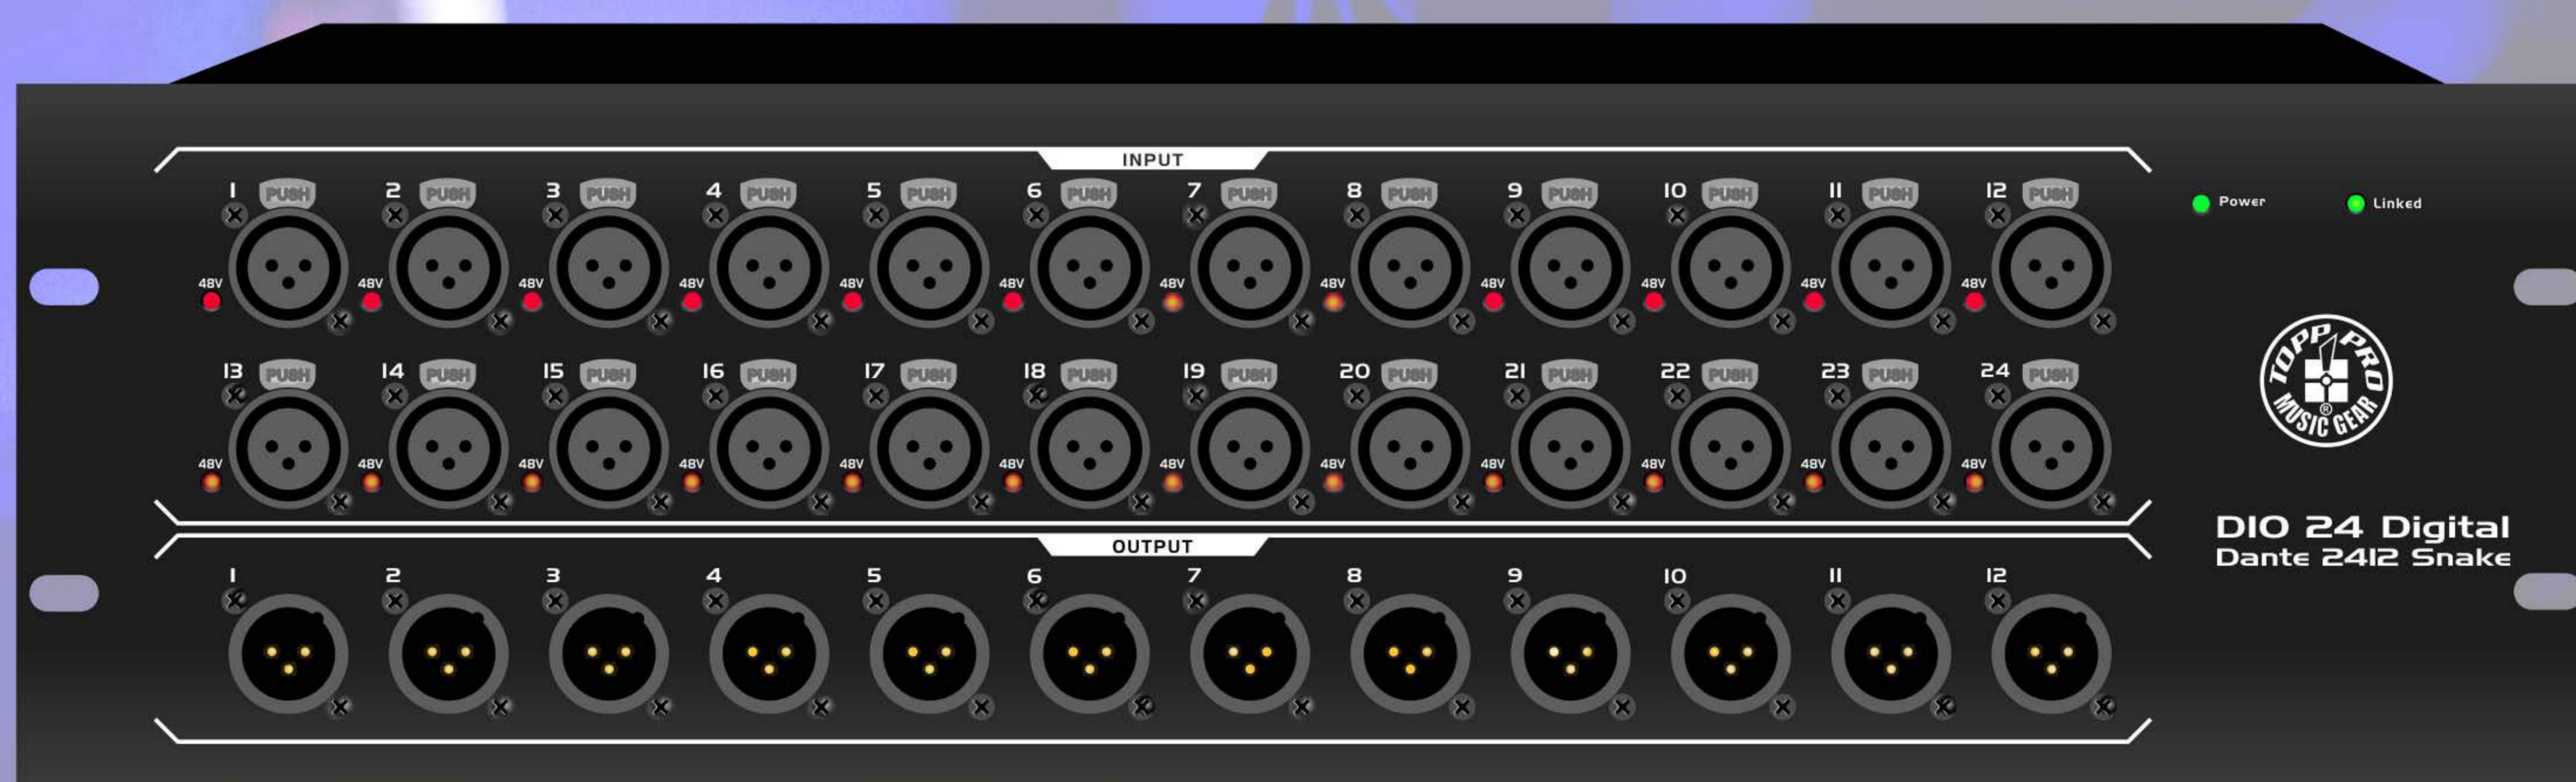 INPUT
1 PUSH 2 PUSH 3 PUSH 4 PUSH 5 PUSH 6 PUSH 7 PUSH 8 PUSH 9 PUSH 10 PUSH 11 PUSH 12 PUSH
Power Linked
48V 48V 48V 48V 48V 48V 48V 48V 48V 48V 48V 48V
13 PUSH 14 PUSH 15 PUSH 16 PUSH 17 PUSH 18 PUSH 19 PUSH 20 PUSH 21 PUSH 22 PUSH 23 PUSH 24 PUSH
TOPP PRO
MUSIC GEAR
®
48V 48V 48V 48V 48V 48V 48V 48V 48V 48V 48V 48V
DIO 24 Digital
Dante 2412 Snake
OUTPUT
1 2 3 4 5 6 7 8 9 10 11 12